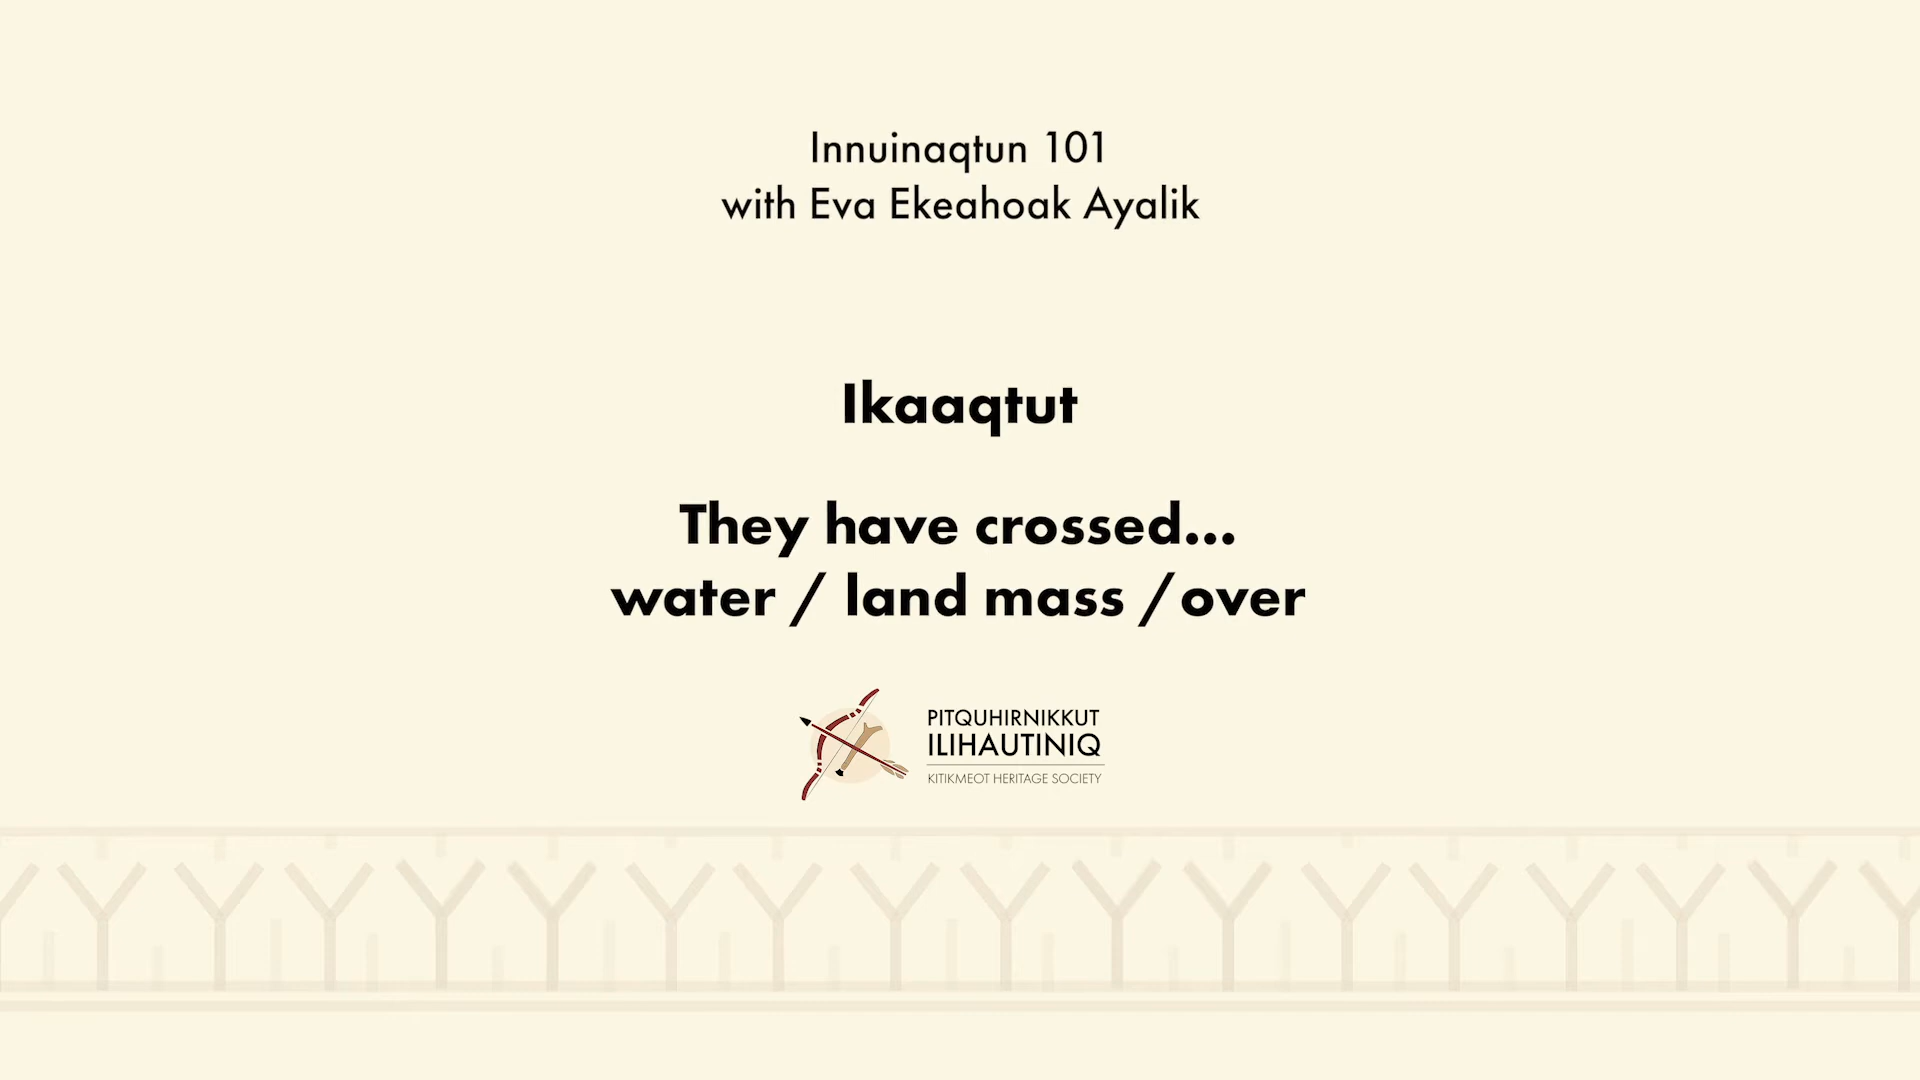 Innuinaqtun 101
with Eva Ekeahoak Ayalik
Ikaaqtut
They have crossed...
water / land mass /over
PITQUHIRNIKKUT
ILIHAUTINIQ
KITIKMEOT HERITAGE SOCIETY